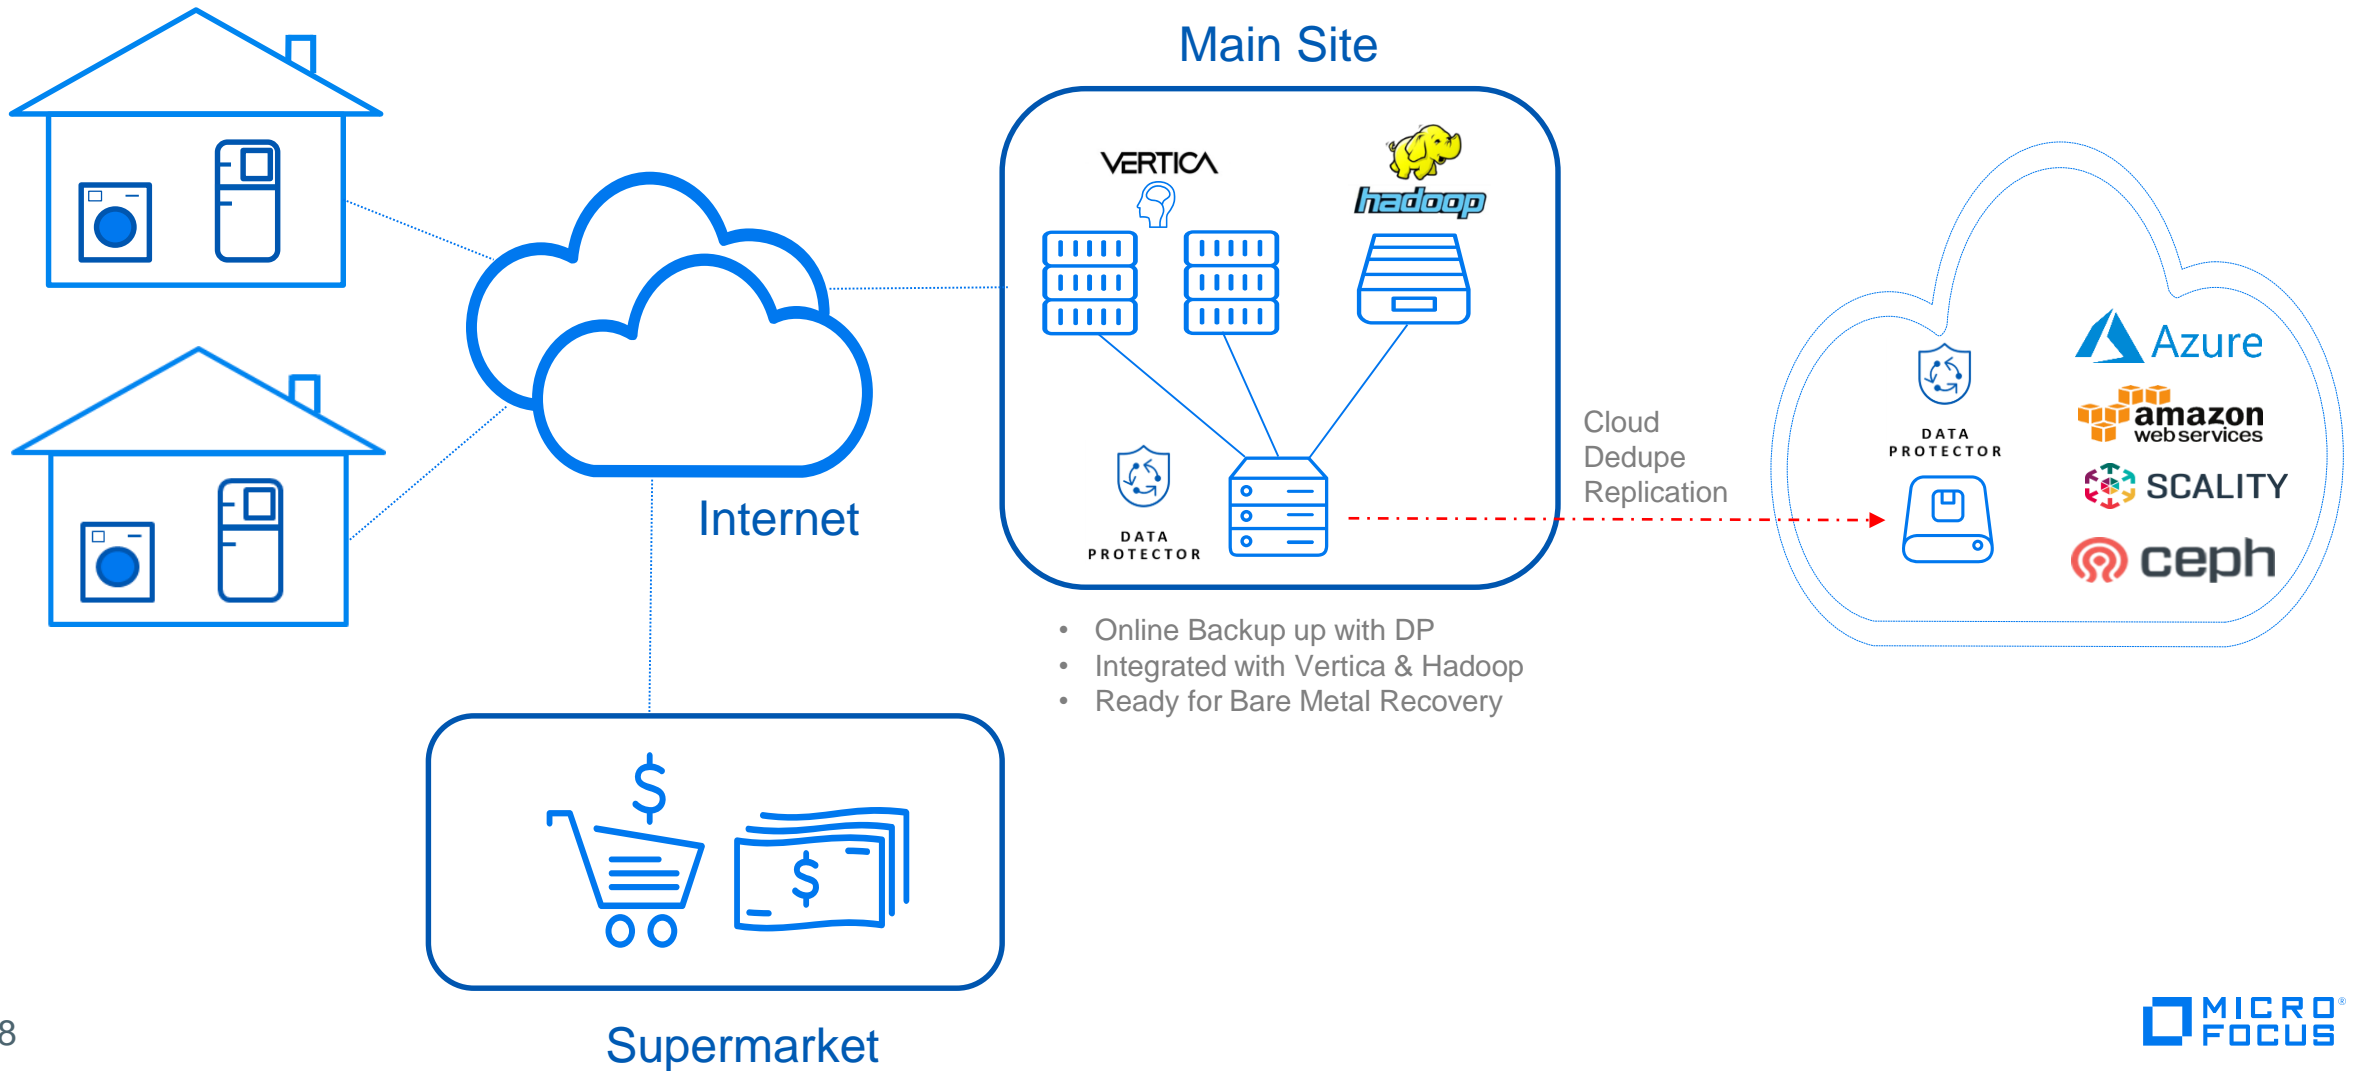 Main Site
VERTICA
hadoop
Azure
amazon
web services
SCALITY
ceph
DATA
PROTECTOR
Cloud
Dedupe
Replication
DATA
PROTECTOR
Internet
• Online Backup up with DP
• Integrated with Vertica & Hadoop
• Ready for Bare Metal Recovery
$
$
Supermarket
8
MICRO®
FOCUS